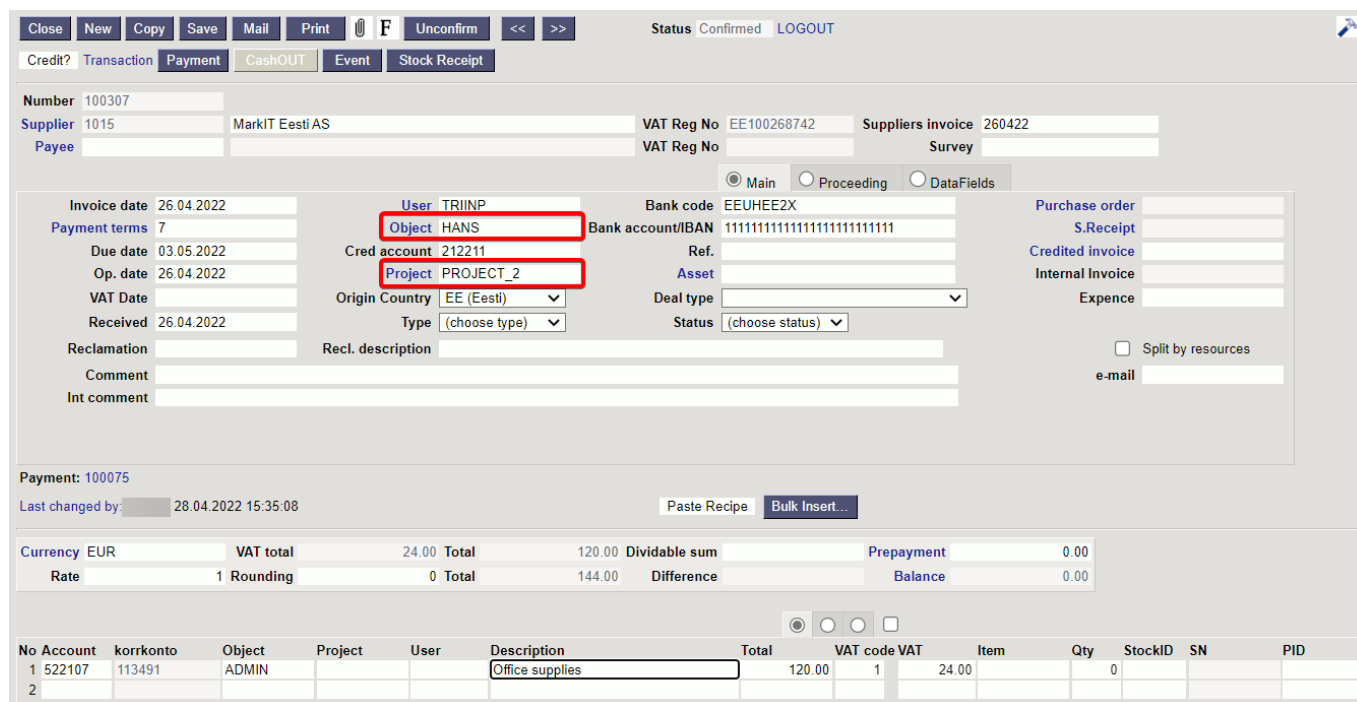 Close New Copy Save Mail Print F Unconfirm << >> Status Confirmed LOGOUT
Credit? Transaction Payment CashOUT Event Stock Receipt
Number 100307
Supplier 1015 MarkIT Eesti AS VAT Reg No EE100268742 Suppliers invoice 260422
Payee VAT Reg No Survey
Main Proceeding DataFields
Invoice date 26.04.2022 User TRIINP Bank code EEUHEE2X Purchase order
Payment terms 7 Object HANS Bank account/IBAN 1111111111111111111111111 S.Receipt
Due date 03.05.2022 Cred account 212211 Ref. Credited invoice
Op. date 26.04.2022 Project PROJECT_2 Asset Internal Invoice
VAT Date Origin Country EE (Eesti) Deal type Expence
Received 26.04.2022 Type (choose type) Status (choose status)
Reclamation Recl. description Split by resources
Comment e-mail
Int comment
Payment: 100075
Last changed by: 28.04.2022 15:35:08 Paste Recipe Bulk Insert...
Currency EUR VAT total 24.00 Total 120.00 Dividable sum Prepayment 0.00
Rate 1 Rounding 0 Total 144.00 Difference Balance 0.00
No Account korrkonto Object Project User Description Total VAT code VAT Item Qty StockID SN PID
1 522107 113491 ADMIN Office supplies 120.00 1 24.00 0
2